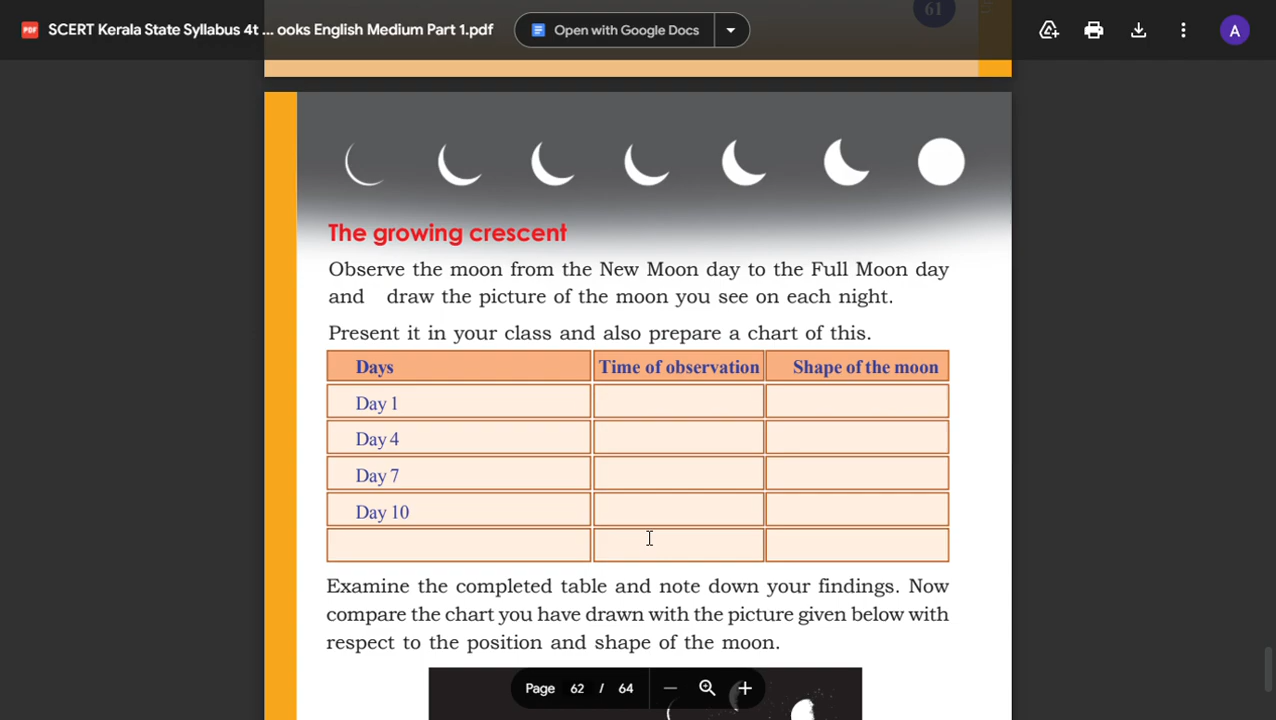 SCERT Kerala State Syllabus 4t ... ooks English Medium Part 1.pdf
Open with Google Docs
A
61
The growing crescent
Observe the moon from the New Moon day to the Full Moon day
and draw the picture of the moon you see on each night.
Present it in your class and also prepare a chart of this.
Days Time of observation Shape of the moon
Day 1
Day 4
Day 7
Day 10
Examine the completed table and note down your findings. Now
compare the chart you have drawn with the picture given below with
respect to the position and shape of the moon.
Page 62 / 64